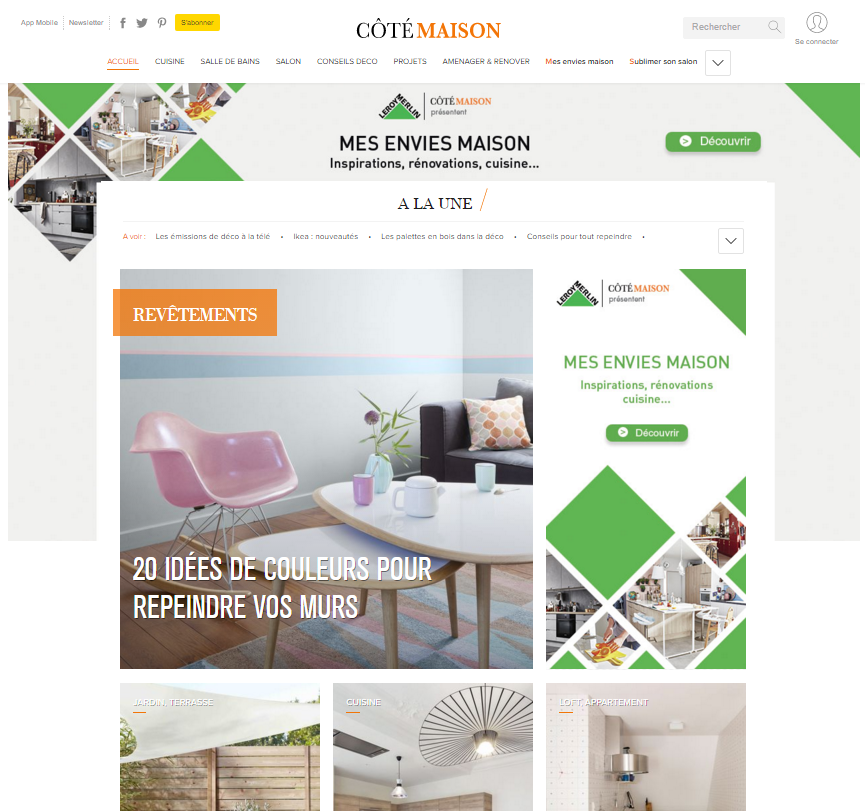 App Mobile Newsletter S'abonner
CÔTÉ MAISON
Rechercher
Se connecter
ACCUEIL CUISINE SALLE DE BAINS SALON CONSEILS DÉCO PROJETS AMENAGER & RENOVER Mes envies maison Sublimer son salon
LEROY MERLIN CÔTÉ MAISON
présentent
MES ENVIES MAISON
Inspirations, rénovations, cuisine...
Découvrir
A LA UNE
A voir : Les émissions de déco à la télé • Ikea : nouveautés • Les palettes en bois dans la déco • Conseils pour tout repeindre •
REVÊTEMENTS
20 IDÉES DE COULEURS POUR
REPEINDRE VOS MURS
LEROY MERLIN CÔTÉ MAISON
présentent
MES ENVIES MAISON
Inspirations, rénovations
cuisine...
Découvrir
JARDIN, TERRASSE
CUISINE
LOFT, APPARTEMENT